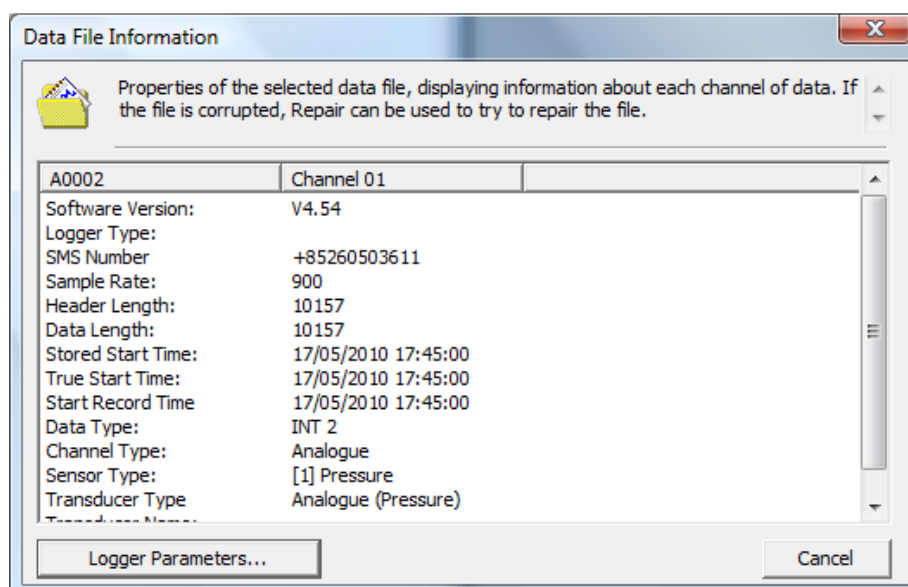 Data File Information
Properties of the selected data file, displaying information about each channel of data. If
the file is corrupted, Repair can be used to try to repair the file.
A0002 Channel 01
Software Version: V4.54
Logger Type:
SMS Number +85260503611
Sample Rate: 900
Header Length: 10157
Data Length: 10157
Stored Start Time: 17/05/2010 17:45:00
True Start Time: 17/05/2010 17:45:00
Start Record Time 17/05/2010 17:45:00
Data Type: INT 2
Channel Type: Analogue
Sensor Type: [1] Pressure
Transducer Type Analogue (Pressure)
Transducer Name:
Logger Parameters... Cancel